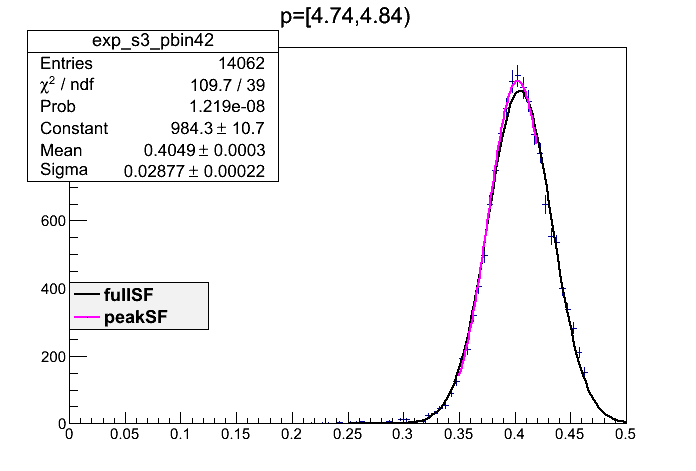 p=[4.74,4.84)
exp_s3_pbin42
Entries 14062
χ² / ndf 109.7 / 39
Prob 1.219e-08
Constant 984.3 ± 10.7
Mean 0.4049 ± 0.0003
Sigma 0.02877 ± 0.00022
600
400
fullSF
peakSF
200
0
0 0.05 0.1 0.15 0.2 0.25 0.3 0.35 0.4 0.45 0.5